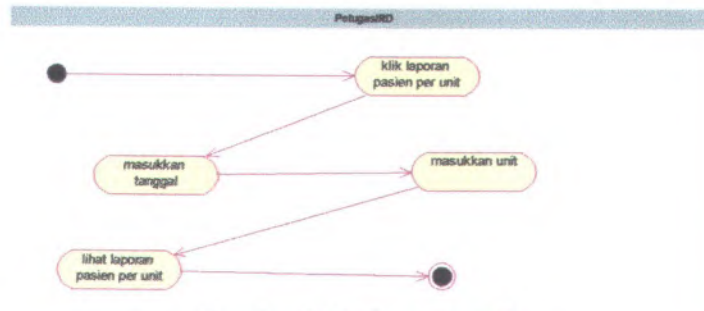 PetugasIRD
klik laporan
pasien per unit
masukkan
tanggal
masukkan unit
lihat laporan
pasien per unit